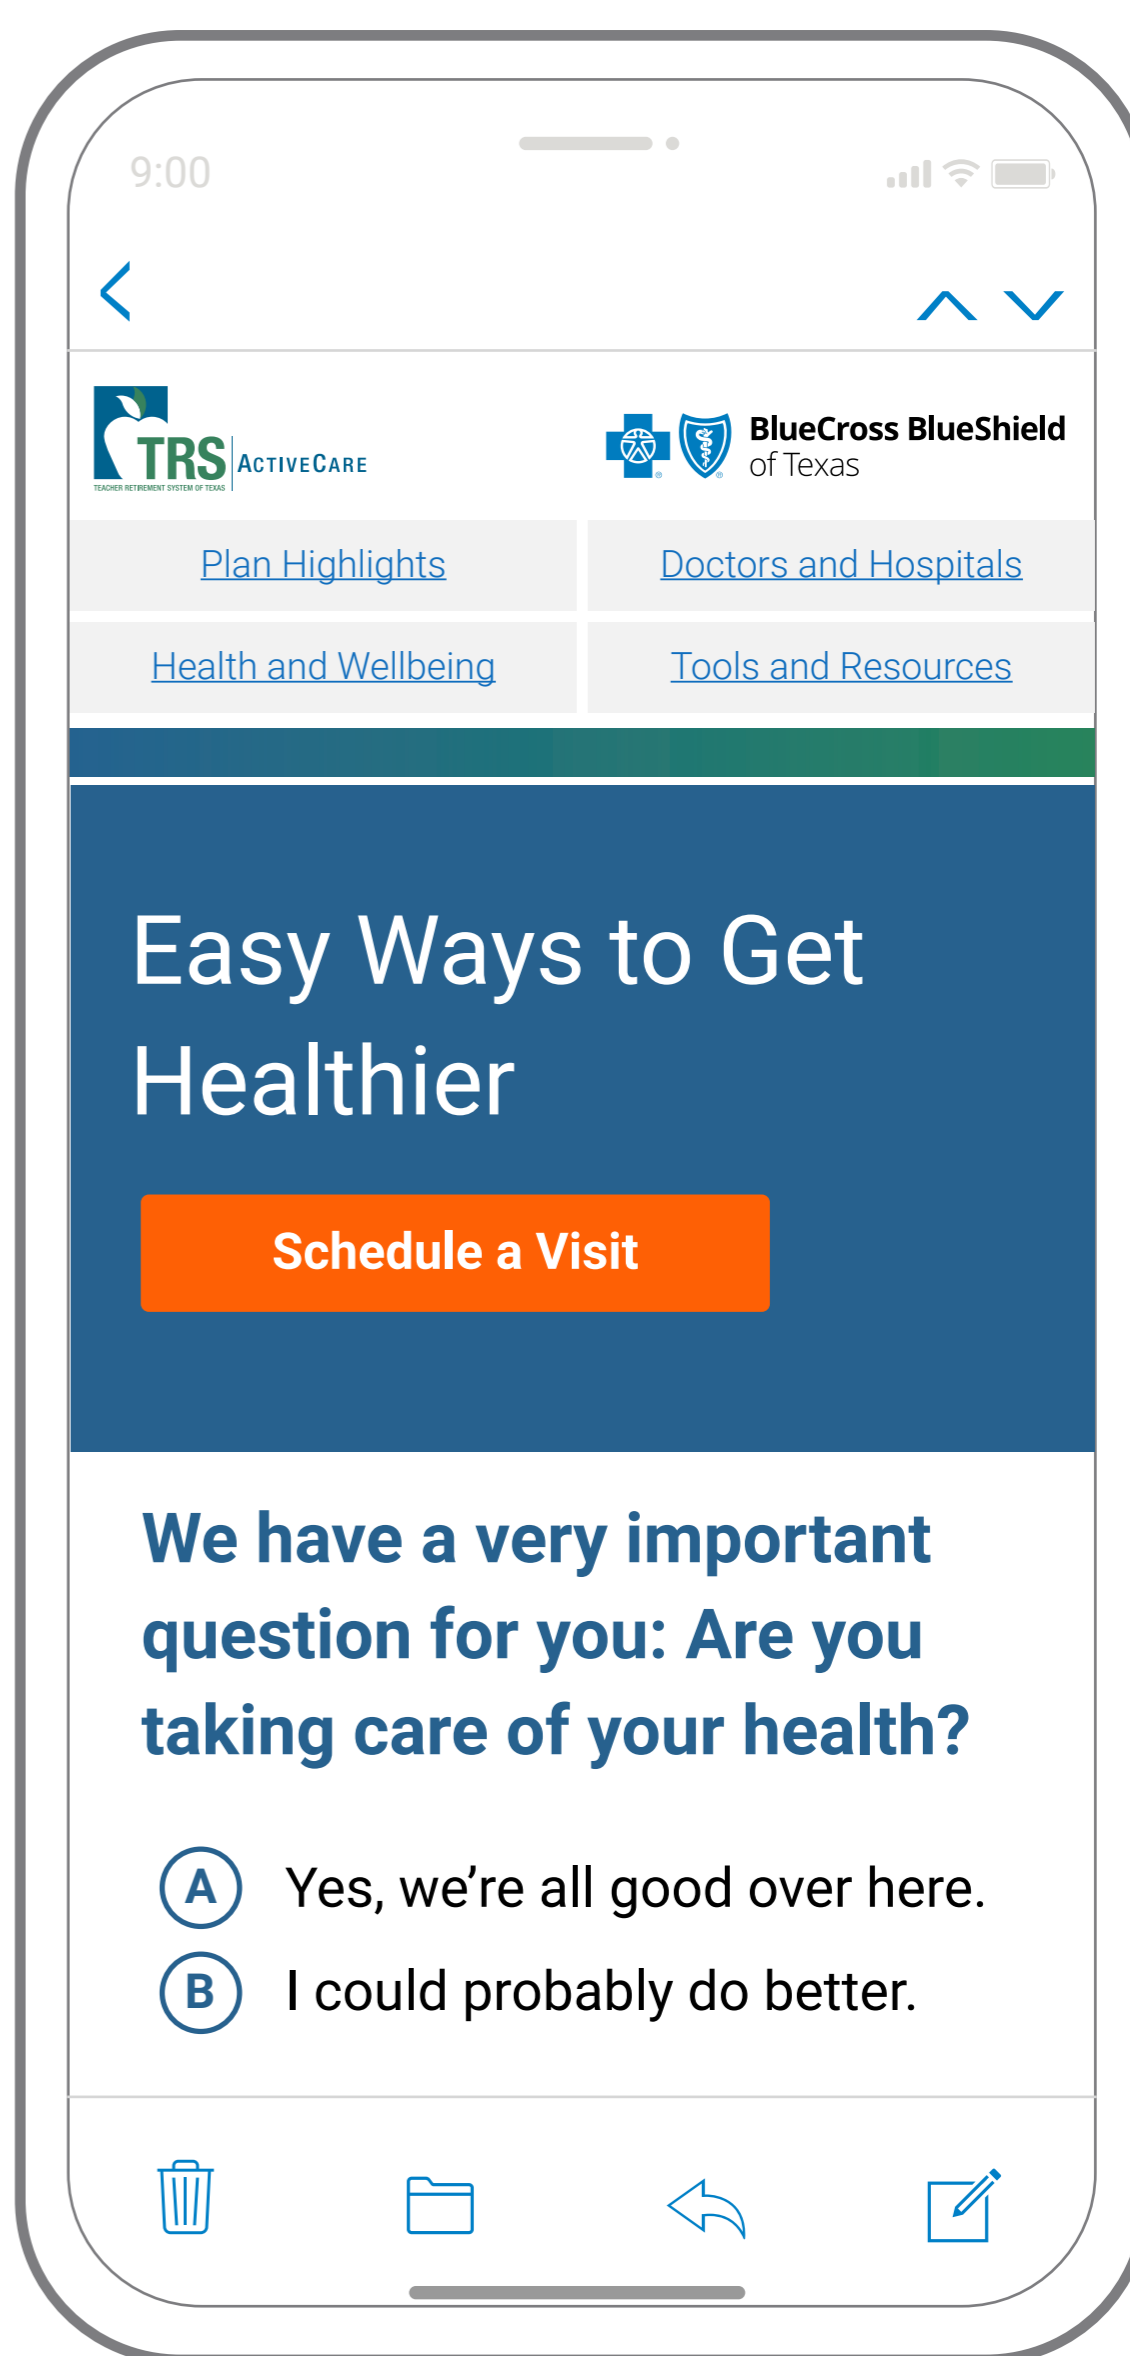 9:00
TRS ACTIVECARE
TEACHER RETIREMENT SYSTEM OF TEXAS
BlueCross BlueShield
of Texas
Plan Highlights
Doctors and Hospitals
Health and Wellbeing
Tools and Resources
Easy Ways to Get
Healthier
Schedule a Visit
We have a very important
question for you: Are you
taking care of your health?
A Yes, we’re all good over here.
B I could probably do better.